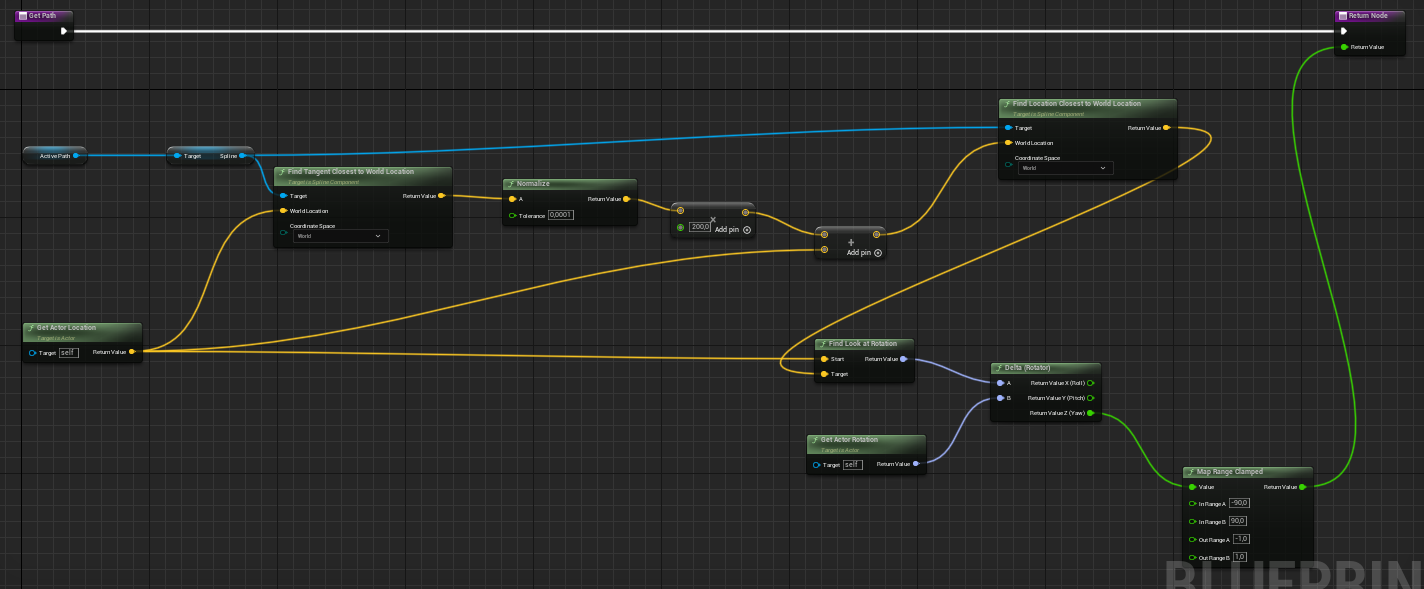 Get Path
Return Node
Return Value
Find Location Closest to World Location
Target is Spline Component
Target
Return Value
World Location
Coordinate Space
World
Active Path
Target
Spline
Find Tangent Closest to World Location
Target is Spline Component
Target
Return Value
World Location
Coordinate Space
World
Normalize
A
Return Value
Tolerance
0,0001
×
200,0
Add pin
+
Add pin
Get Actor Location
Target is Actor
Target
self
Return Value
Find Look at Rotation
Start
Return Value
Target
Delta (Rotator)
A
Return Value X (Roll)
B
Return Value Y (Pitch)
Return Value Z (Yaw)
Get Actor Rotation
Target is Actor
Target
self
Return Value
Map Range Clamped
Value
Return Value
In Range A
-90,0
In Range B
90,0
Out Range A
-1,0
Out Range B
1,0
BLUEPRIN